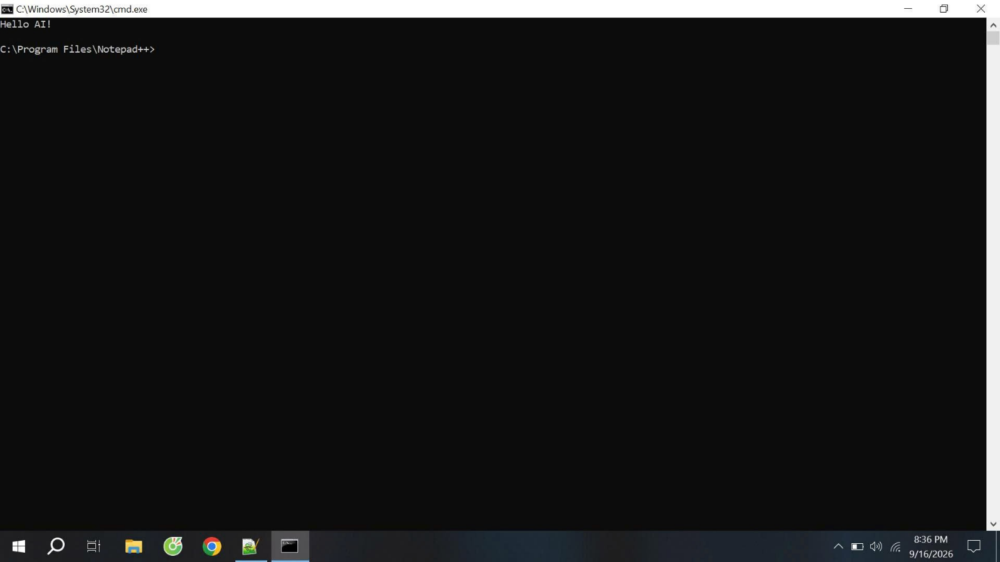 C:\Windows\System32\cmd.exe
Hello AI!
C:\Program Files\Notepad++>
8:36 PM
9/16/2026